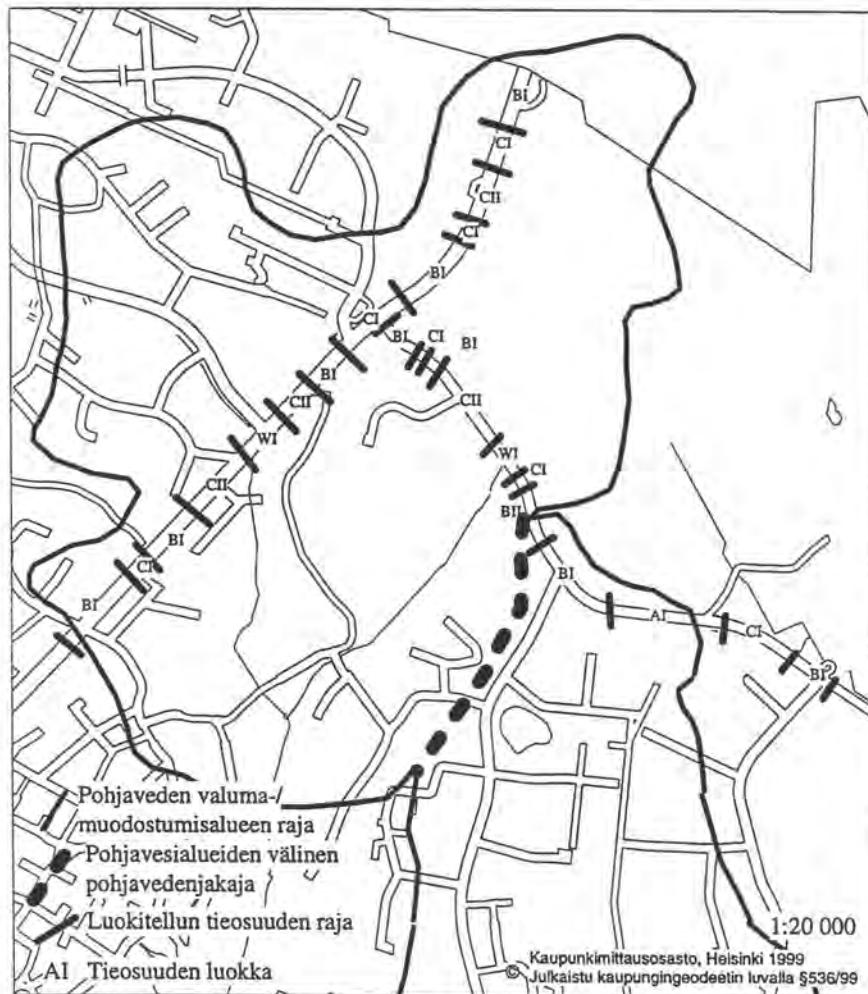 BI
CI
CII
CI
BI
CI
BI
CI
BI
BI
CII
CII
WI
WI
CI
CII
BII
BI
CI
BI
BI
AI
CI
BI
Pohjaveden valuma-/
muodostumisalueen raja
Pohjavesialueiden välinen
pohjavedenjakaja
Luokitellun tieosuuden raja
AI Tieosuuden luokka
1:20 000
Kaupunkimittausosasto, Helsinki 1999
© Julkaistu kaupungingeodeetin luvalla §536/99